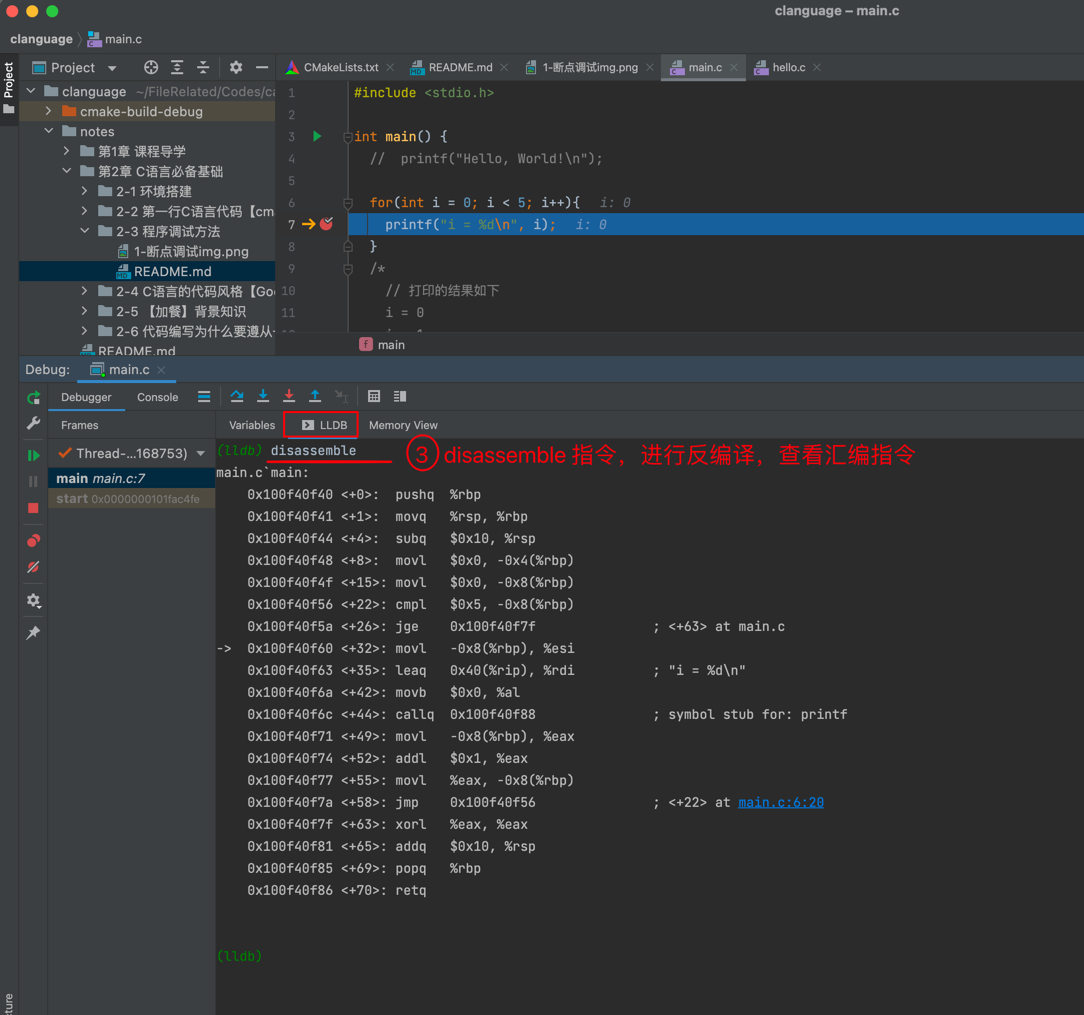 clanguage – main.c
clanguage
main.c
Project
Project
CMakeLists.txt
README.md
1-断点调试img.png
main.c
hello.c
clanguage ~/FileRelated/Codes/ca
cmake-build-debug
notes
第1章 课程导学
第2章 C语言必备基础
2-1 环境搭建
2-2 第一行C语言代码【cma
2-3 程序调试方法
1-断点调试img.png
README.md
2-4 C语言的代码风格【Goo
2-5 【加餐】背景知识
2-6 代码编写为什么要遵从一
README.md
1 #include <stdio.h>
2
3 int main() {
4 // printf("Hello, World!\n");
5
6 for(int i = 0; i < 5; i++){ i: 0
7 printf("i = %d\n", i); i: 0
8 }
9 /*
10 // 打印的结果如下
11 i = 0
main
Debug:
main.c
Debugger
Console
Frames
Variables
LLDB
Memory View
Thread-...168753)
main main.c:7
start 0x0000000101fac4fe
(lldb) disassemble
③ disassemble 指令，进行反编译，查看汇编指令
main.c`main:
0x100f40f40 <+0>: pushq %rbp
0x100f40f41 <+1>: movq %rsp, %rbp
0x100f40f44 <+4>: subq $0x10, %rsp
0x100f40f48 <+8>: movl $0x0, -0x4(%rbp)
0x100f40f4f <+15>: movl $0x0, -0x8(%rbp)
0x100f40f56 <+22>: cmpl $0x5, -0x8(%rbp)
0x100f40f5a <+26>: jge 0x100f40f7f ; <+63> at main.c
-> 0x100f40f60 <+32>: movl -0x8(%rbp), %esi
0x100f40f63 <+35>: leaq 0x40(%rip), %rdi ; "i = %d\n"
0x100f40f6a <+42>: movb $0x0, %al
0x100f40f6c <+44>: callq 0x100f40f88 ; symbol stub for: printf
0x100f40f71 <+49>: movl -0x8(%rbp), %eax
0x100f40f74 <+52>: addl $0x1, %eax
0x100f40f77 <+55>: movl %eax, -0x8(%rbp)
0x100f40f7a <+58>: jmp 0x100f40f56 ; <+22> at main.c:6:20
0x100f40f7f <+63>: xorl %eax, %eax
0x100f40f81 <+65>: addq $0x10, %rsp
0x100f40f85 <+69>: popq %rbp
0x100f40f86 <+70>: retq
(lldb)
cture